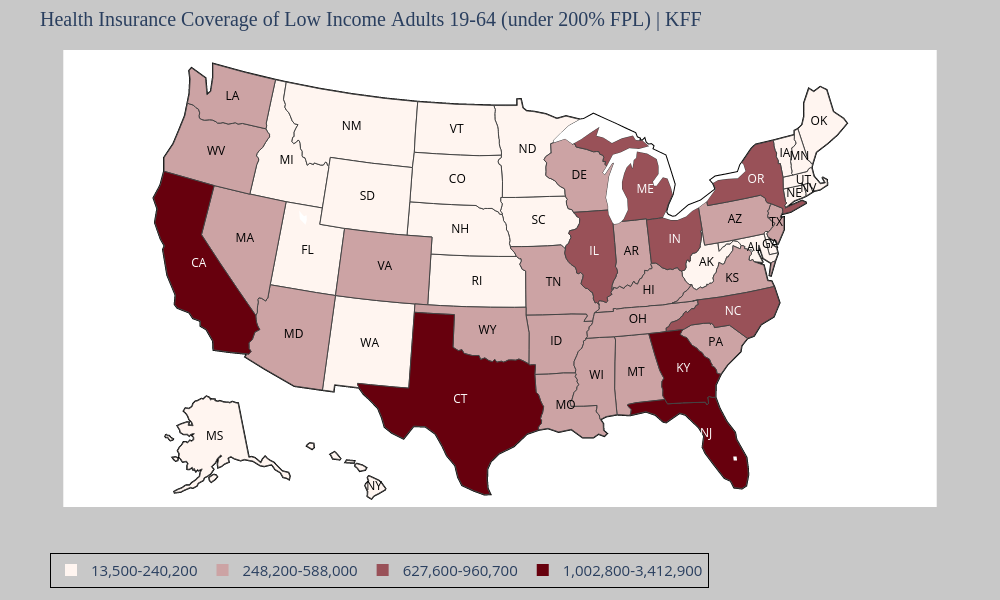 Health Insurance Coverage of Low Income Adults 19-64 (under 200% FPL) | KFF
LA
OK
NM
VT
WV
ND
IA
MN
MI
DE
OR
UT
CO
ME
NV
SD
NE
SC
AZ
TX
NH
MA
IN
GA
AL
FL
IL
AR
CA
AK
VA
KS
RI
TN
HI
NC
OH
WY
MD
ID
WA
PA
KY
WI
MT
CT
MO
NJ
MS
NY
13,500-240,200
248,200-588,000
627,600-960,700
1,002,800-3,412,900